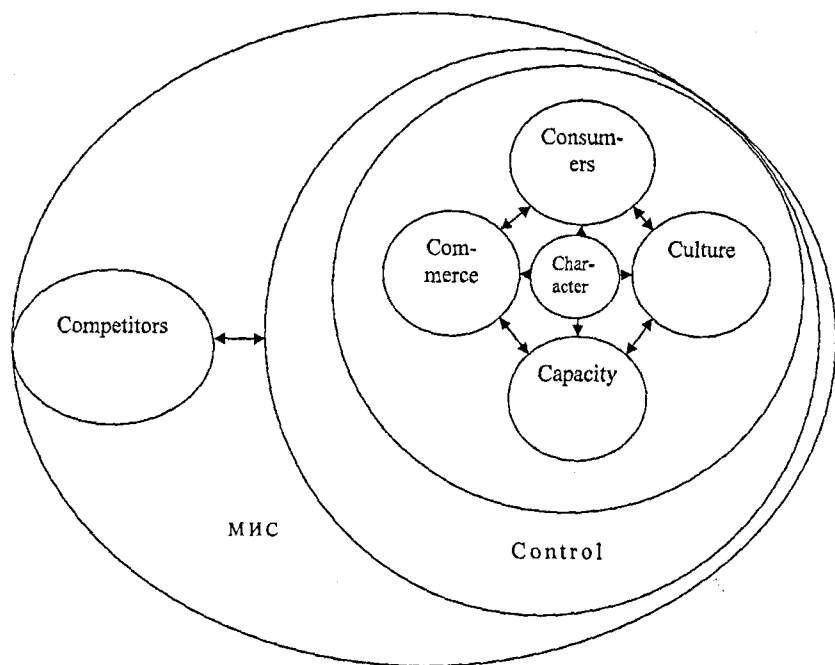 Consum-
ers
Com-
merce
Char-
acter
Culture
Competitors
Capacity
МИС
Control